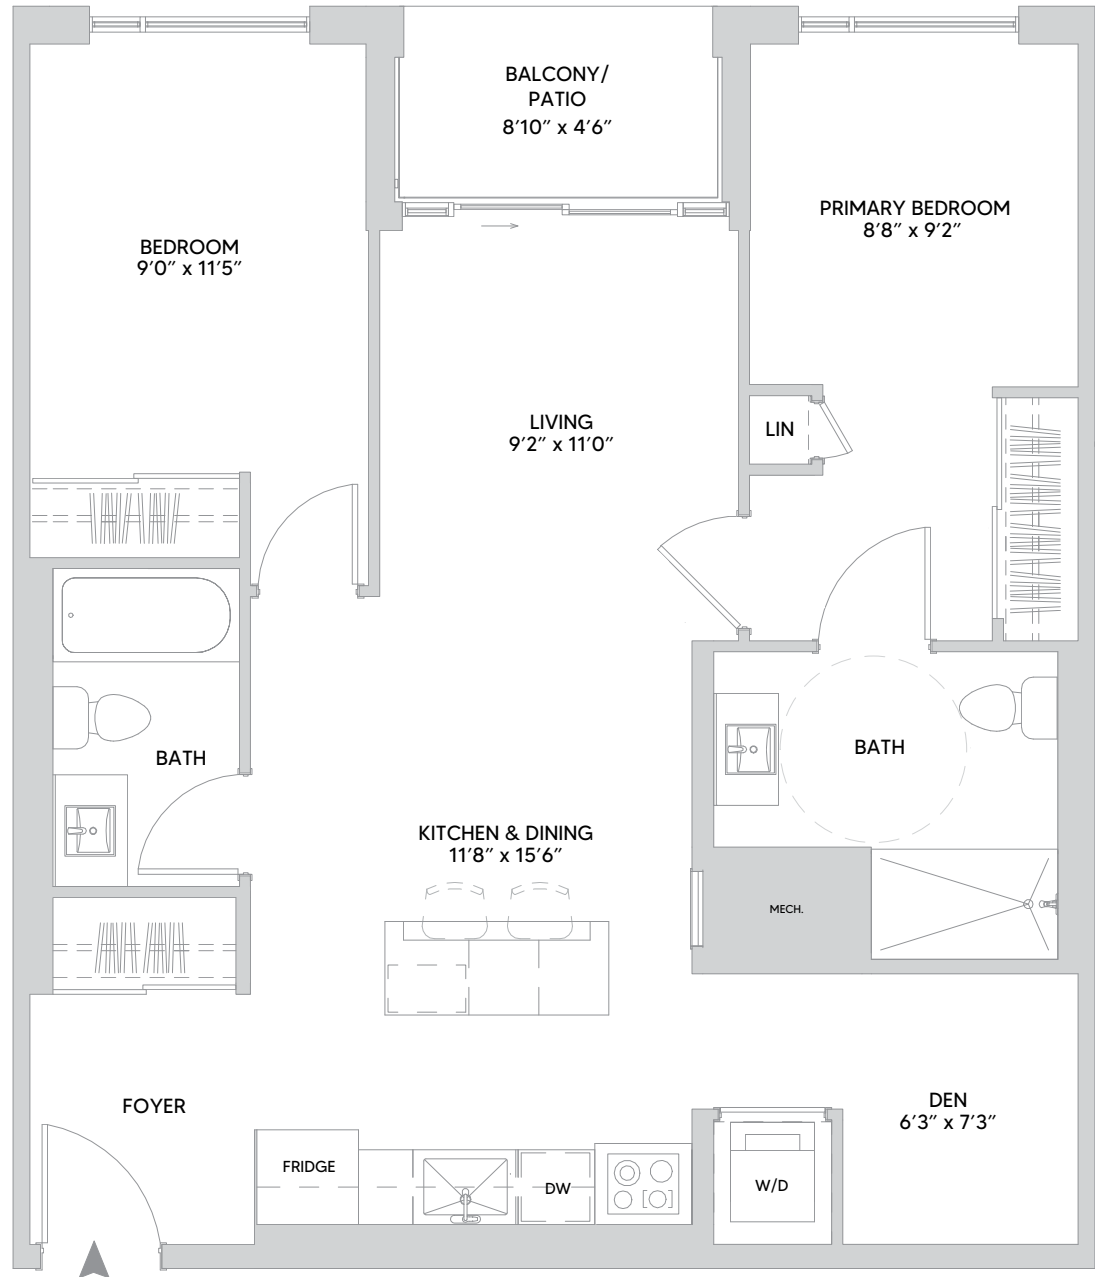 BALCONY/
PATIO
8′10″ x 4′6″
PRIMARY BEDROOM
8′8″ x 9′2″
BEDROOM
9′0″ x 11′5″
LIVING
9′2″ x 11′0″
LIN
BATH
BATH
KITCHEN & DINING
11′8″ x 15′6″
MECH.
FOYER
DEN
6′3″ x 7′3″
FRIDGE
DW
W/D